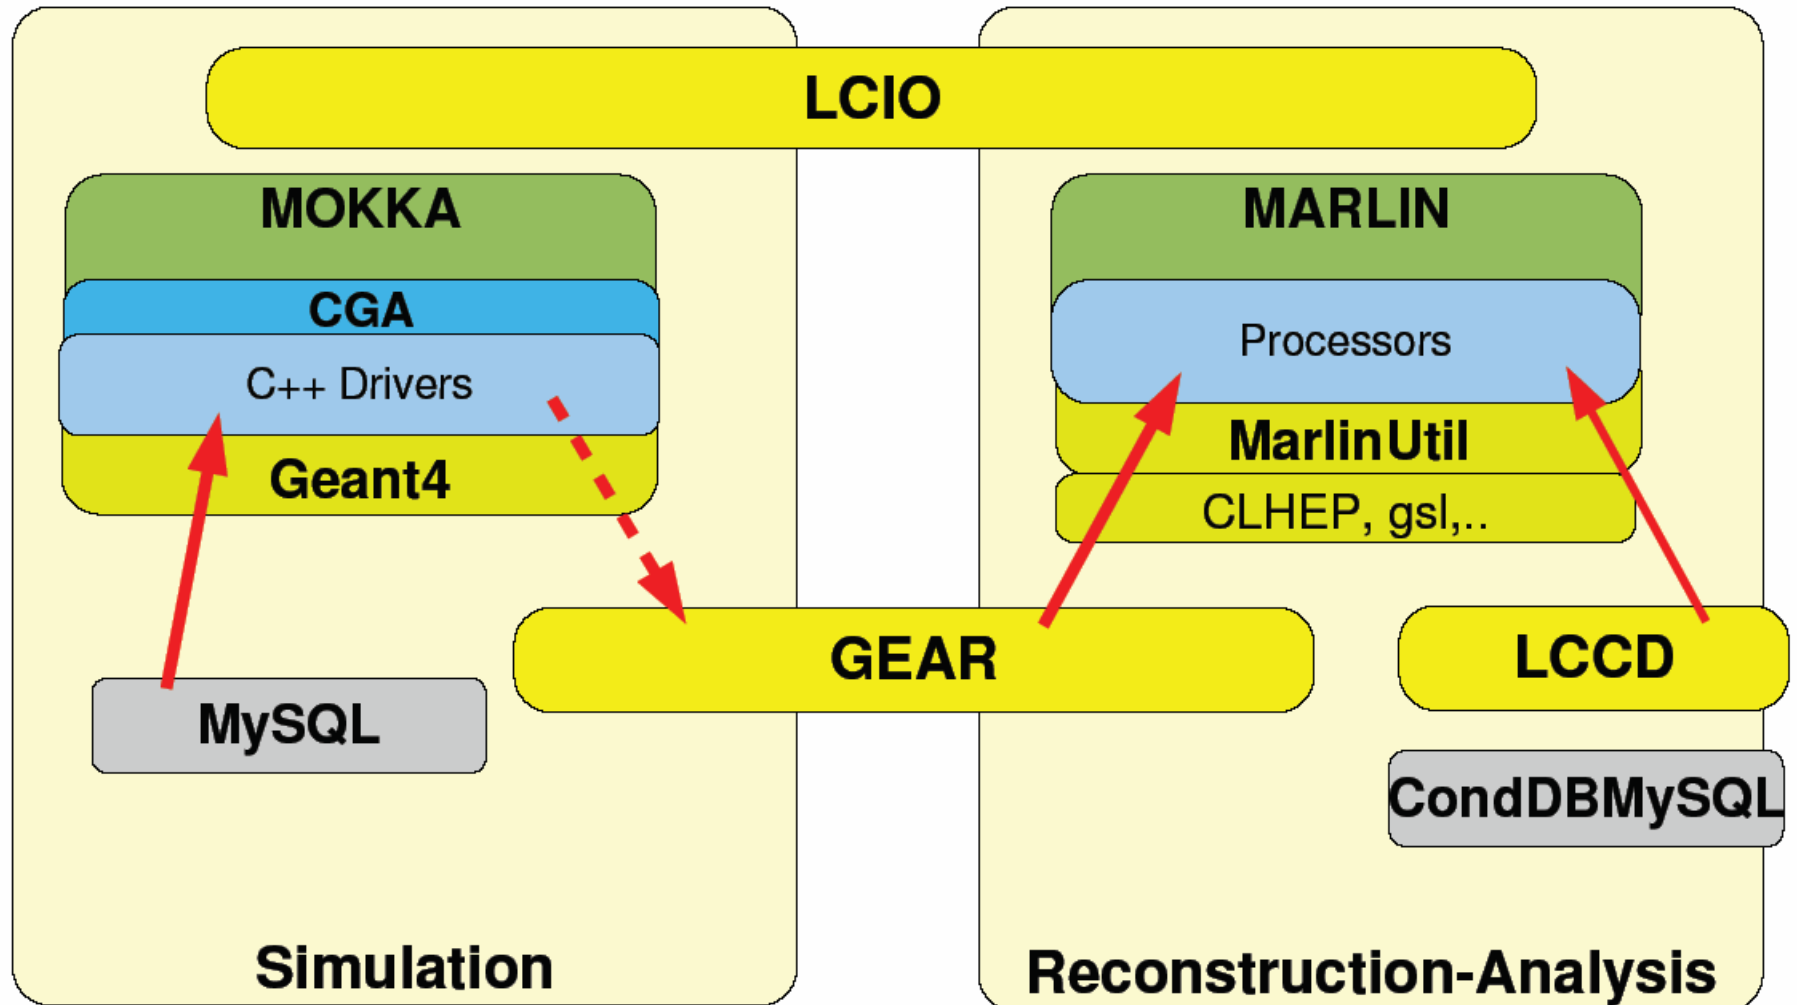 LCIO
MOKKA
CGA
C++ Drivers
Geant4
MySQL
Simulation
MARLIN
Processors
MarlinUtil
CLHEP, gsl,..
GEAR
LCCD
CondDBMySQL
Reconstruction-Analysis